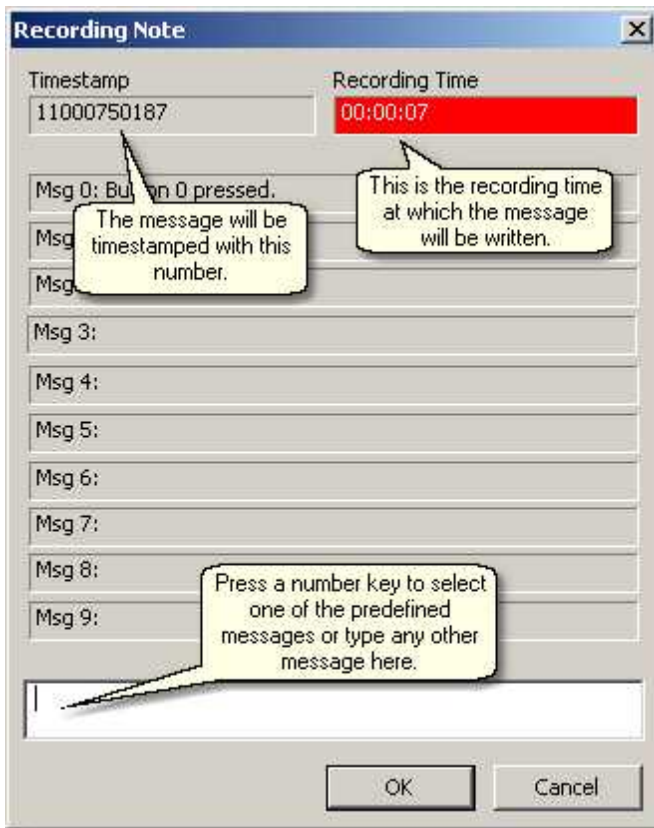 Recording Note
Timestamp
Recording Time
11000750187
00:00:07
This is the recording time
at which the message
will be written.
Msg 0: on 0 pressed.
The message will be
timestamped with this
number.
Msg
Msg
Msg 3:
Msg 4:
Msg 5:
Msg 6:
Msg 7:
Msg 8:
Msg 9:
Press a number key to select
one of the predefined
messages or type any other
message here.
OK
Cancel